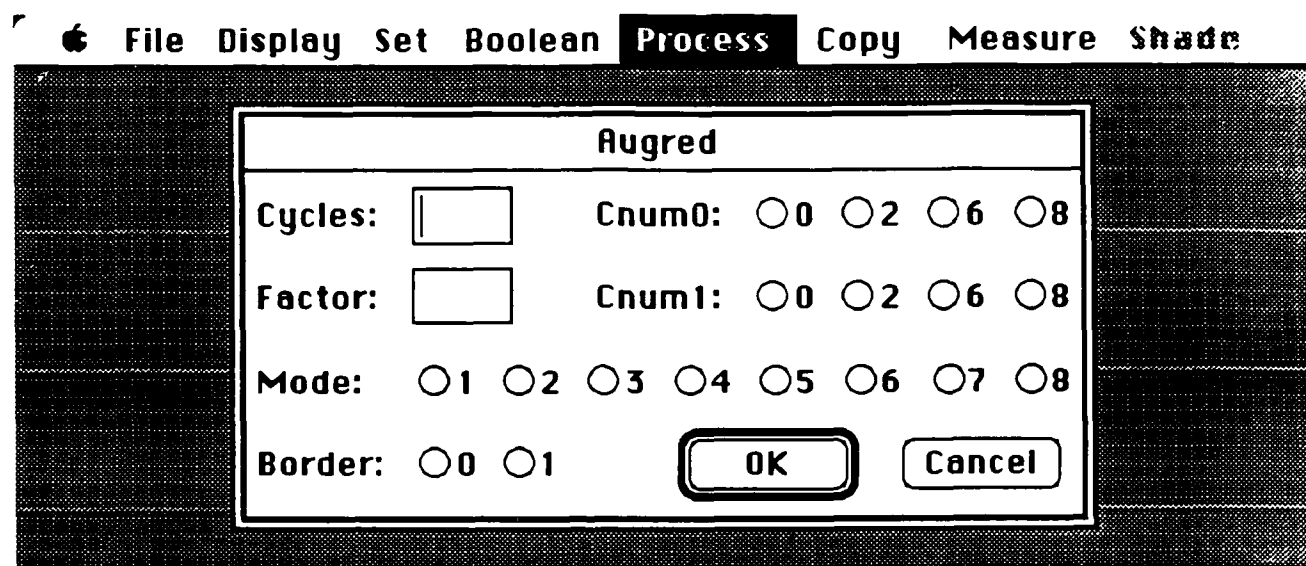 File Display Set Boolean Process Copy Measure Shade
Augred
Cycles: Cnum0: 0 2 6 8
Factor: Cnum1: 0 2 6 8
Mode: 1 2 3 4 5 6 7 8
Border: 0 1 OK Cancel